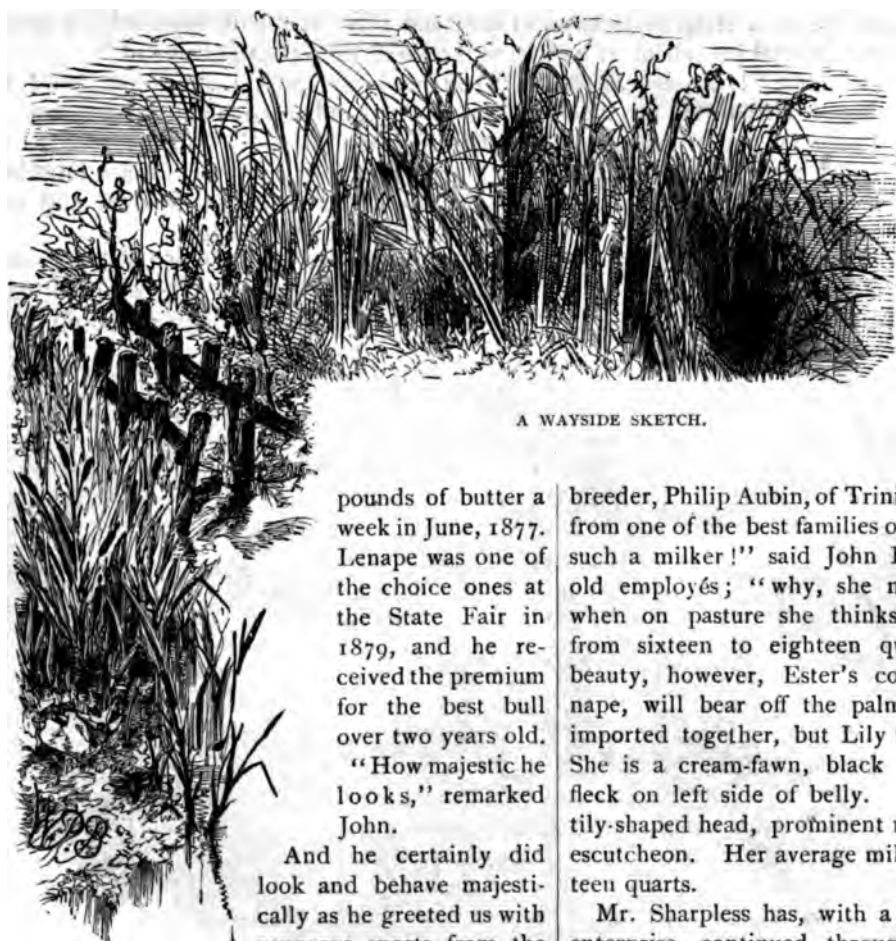 A WAYSIDE SKETCH.
pounds of butter a
week in June, 1877.
Lenape was one of
the choice ones at
the State Fair in
1879, and he re-
ceived the premium
for the best bull
over two years old.
"How majestic he
looks," remarked
John.
And he certainly did
look and behave majesti-
cally as he greeted us with
from the
breeder, Philip Aubin, of
from one of the best families
such a milker!" said John
old employés; "why, she
when on pasture she thinks
from sixteen to eighteen
beauty, however, Ester's
nape, will bear off the
imported together, but Lily
She is a cream-fawn, black
fleck on left side of belly.
tily-shaped head, prominent
escutcheon. Her average
teen quarts.
Mr. Sharpless has, with a
enterprise, continued